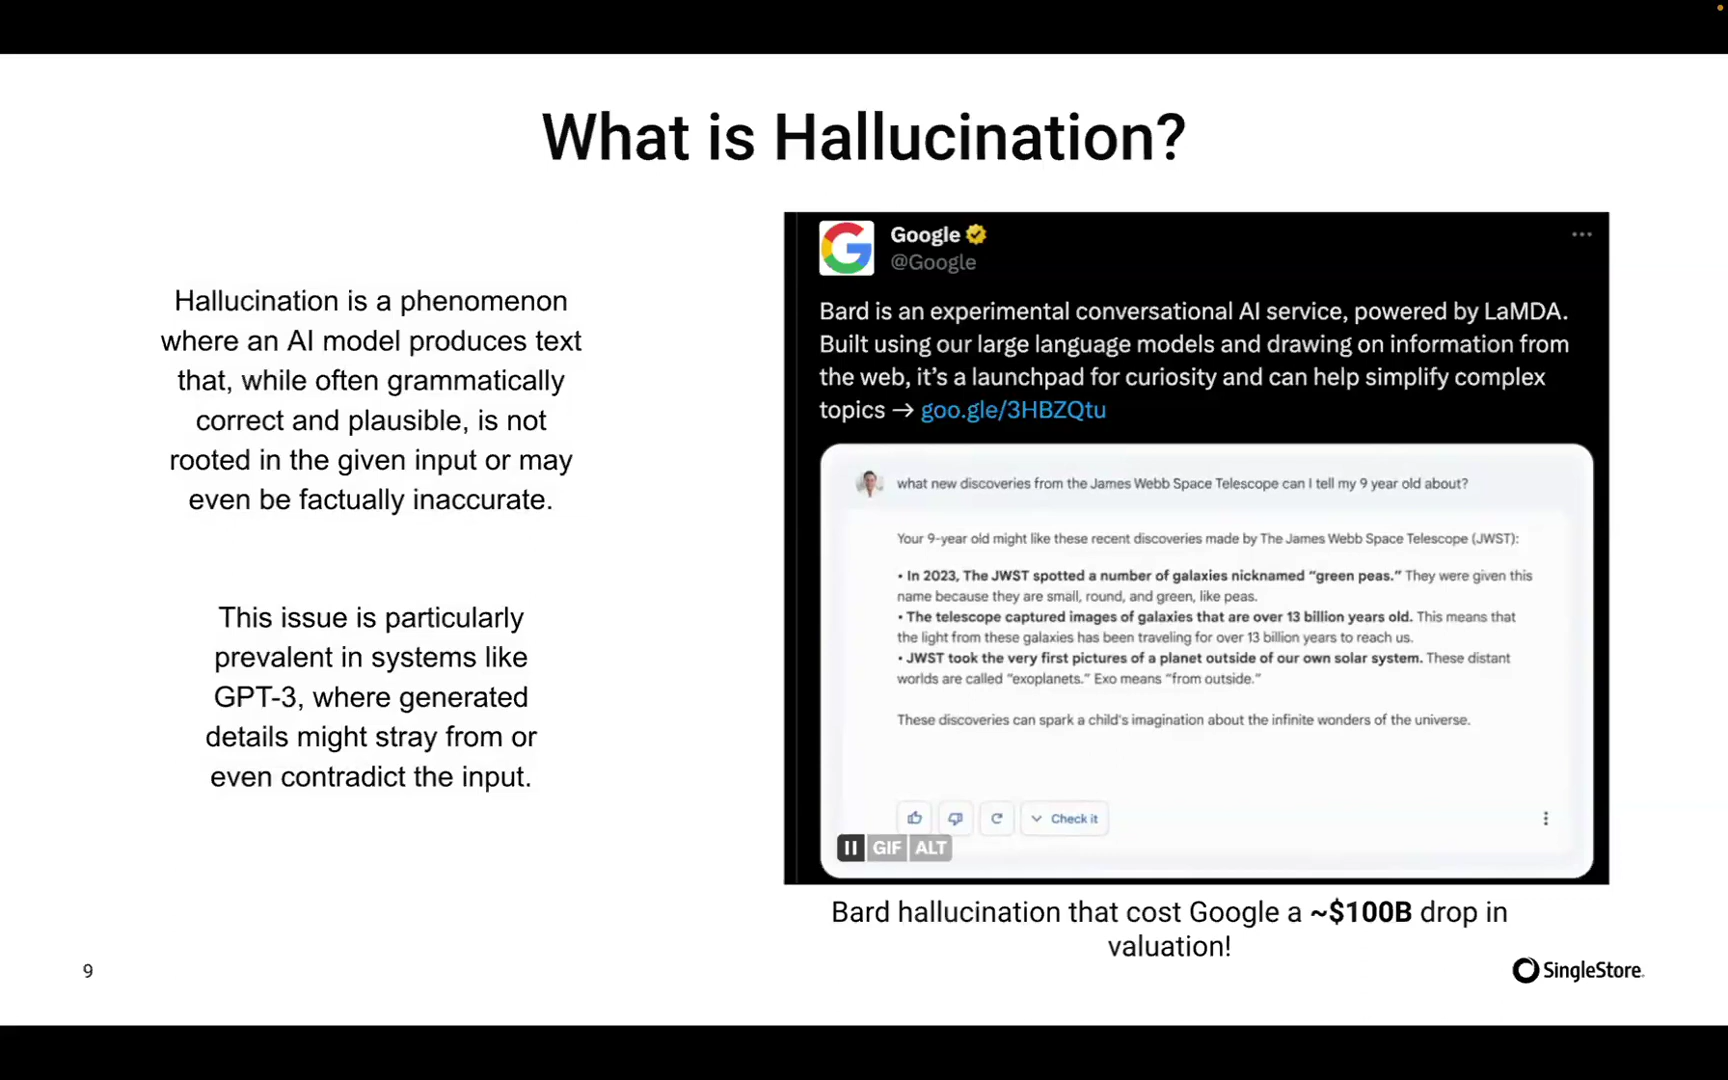 What is Hallucination?
Hallucination is a phenomenon
where an AI model produces text
that, while often grammatically
correct and plausible, is not
rooted in the given input or may
even be factually inaccurate.
This issue is particularly
prevalent in systems like
GPT-3, where generated
details might stray from or
even contradict the input.
Google
@Google
Bard is an experimental conversational AI service, powered by LaMDA.
Built using our large language models and drawing on information from
the web, it's a launchpad for curiosity and can help simplify complex
topics → goo.gle/3HBZQtu
what new discoveries from the James Webb Space Telescope can I tell my 9 year old about?
Your 9-year old might like these recent discoveries made by The James Webb Space Telescope (JWST):
• In 2023, The JWST spotted a number of galaxies nicknamed "green peas." They were given this
name because they are small, round, and green, like peas.
• The telescope captured images of galaxies that are over 13 billion years old. This means that
the light from these galaxies has been traveling for over 13 billion years to reach us.
• JWST took the very first pictures of a planet outside of our own solar system. These distant
worlds are called "exoplanets." Exo means "from outside."
These discoveries can spark a child's imagination about the infinite wonders of the universe.
Check it
GIF ALT
Bard hallucination that cost Google a ~$100B drop in
valuation!
9
SingleStore